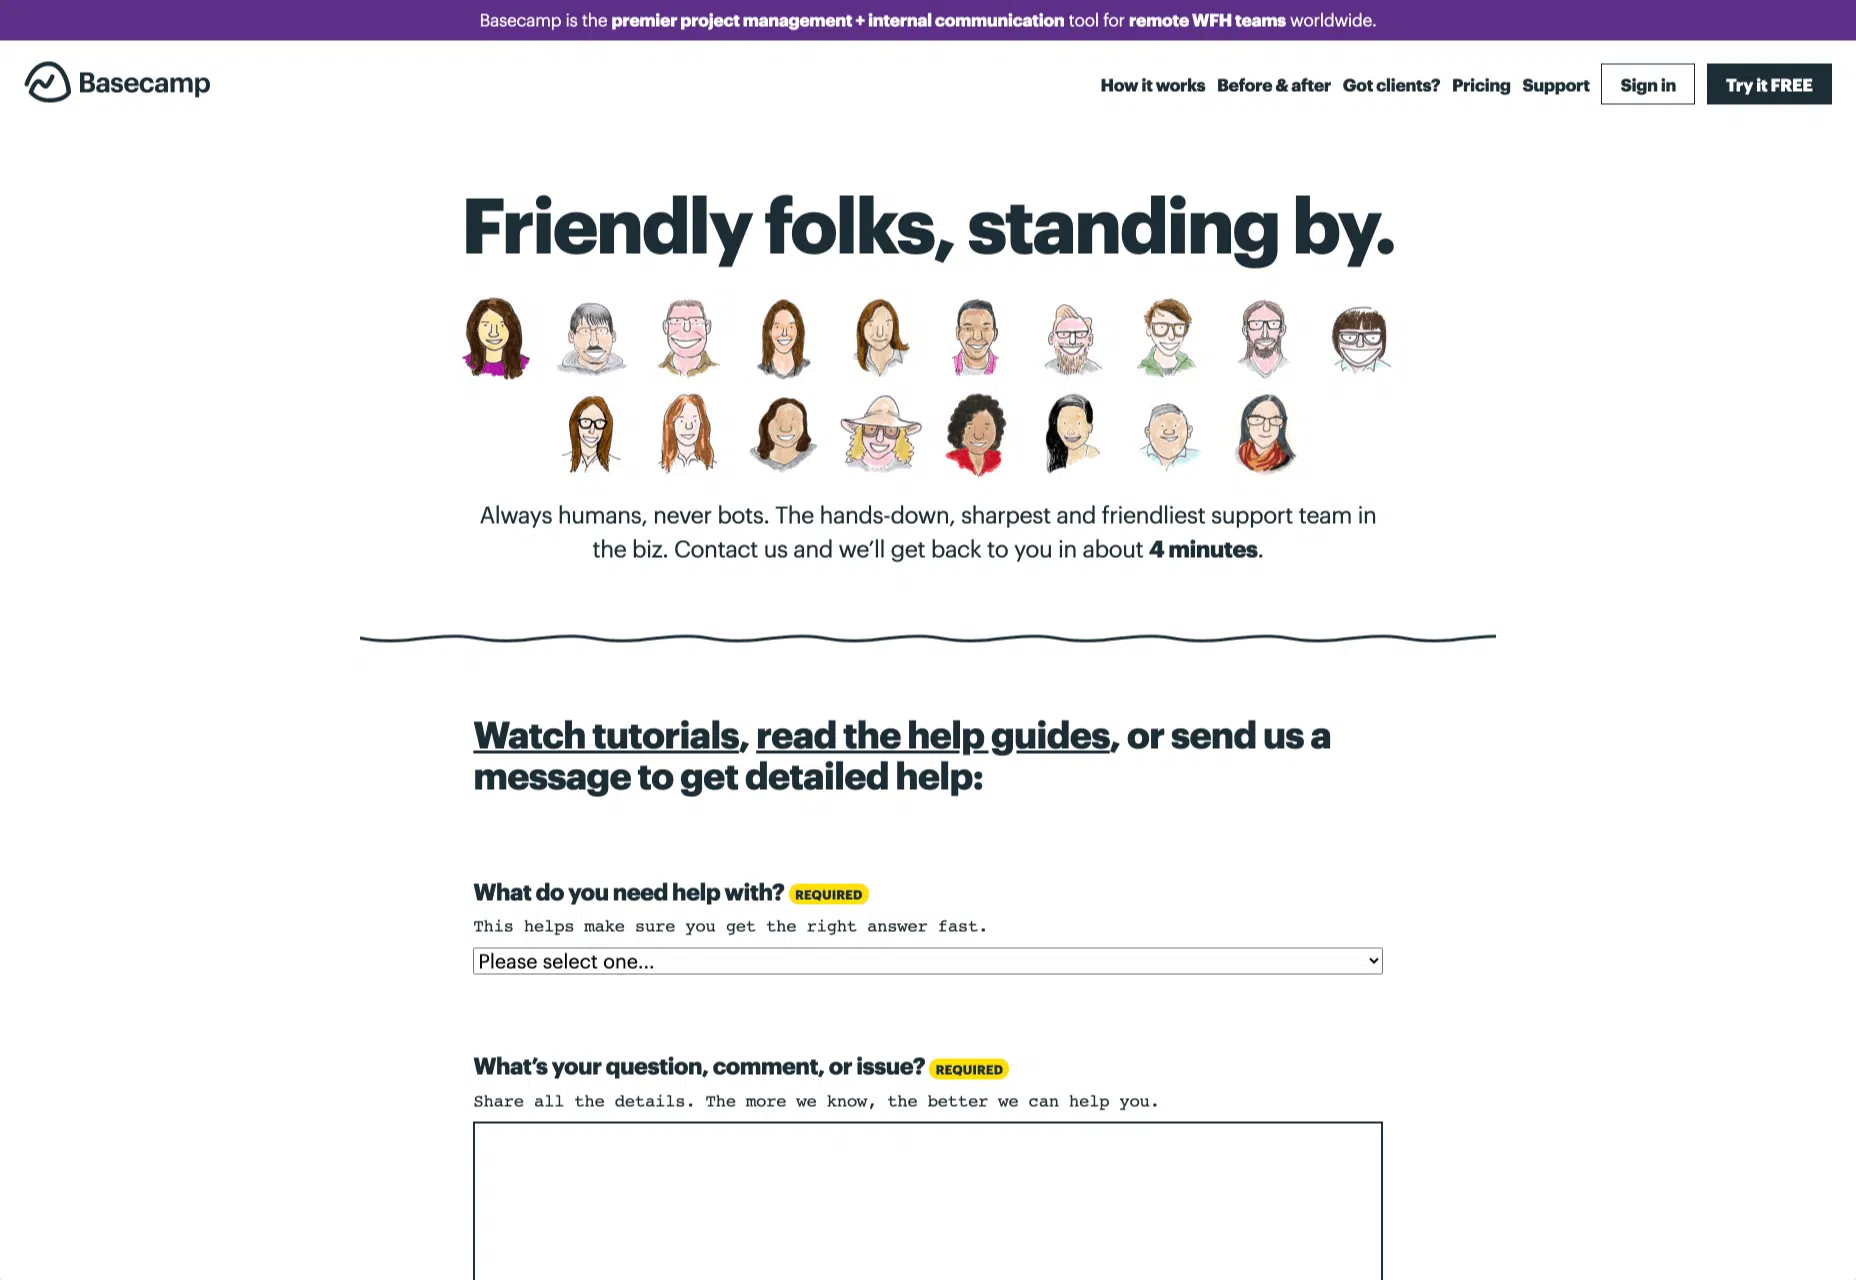 Basecamp is the premier project management + internal communication tool for remote WFH teams worldwide.
Basecamp
How it works Before & after Got clients? Pricing Support Sign in Try it FREE
Friendly folks, standing by.
Always humans, never bots. The hands-down, sharpest and friendliest support team in
the biz. Contact us and we’ll get back to you in about 4 minutes.
Watch tutorials, read the help guides, or send us a
message to get detailed help:
What do you need help with? REQUIRED
This helps make sure you get the right answer fast.
Please select one...
What’s your question, comment, or issue? REQUIRED
Share all the details. The more we know, the better we can help you.